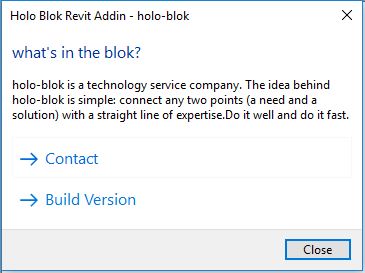 Holo Blok Revit Addin - holo-blok
what's in the blok?
holo-blok is a technology service company. The idea behind
holo-blok is simple: connect any two points (a need and a
solution) with a straight line of expertise.Do it well and do it fast.
Contact
Build Version
Close